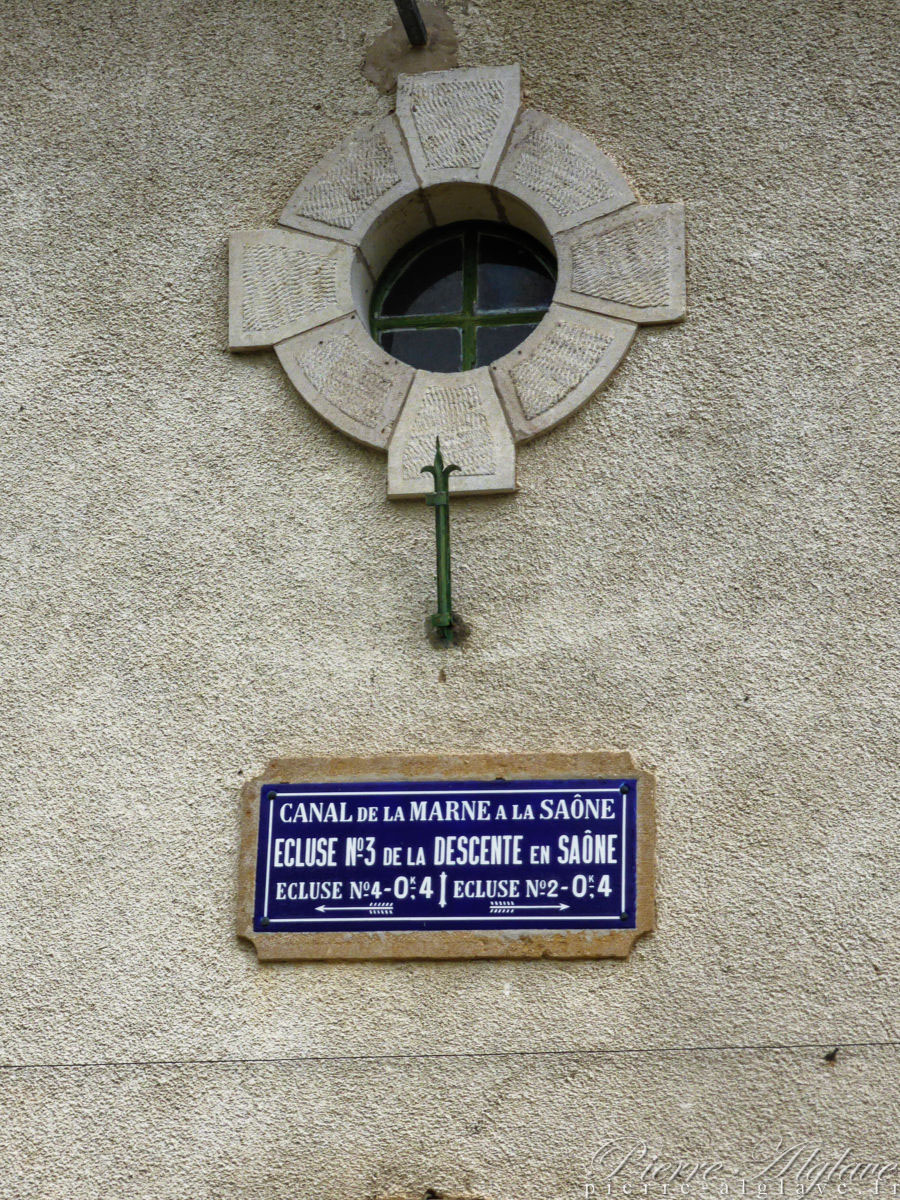 CANAL DE LA MARNE A LA SAÔNE
ECLUSE Nº3 DE LA DESCENTE EN SAÔNE
ECLUSE Nº4-0ᴷ,4 ECLUSE Nº2-0ᴷ,4
Pierre Alglave
pierre-alglave.fr